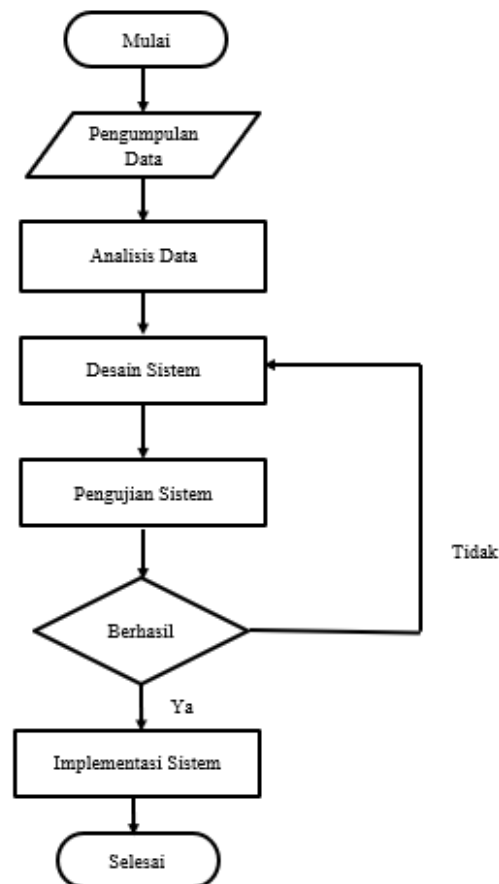 Mulai
Pengumpulan
Data
Analisis Data
Desain Sistem
Pengujian Sistem
Tidak
Berhasil
Ya
Implementasi Sistem
Selesai